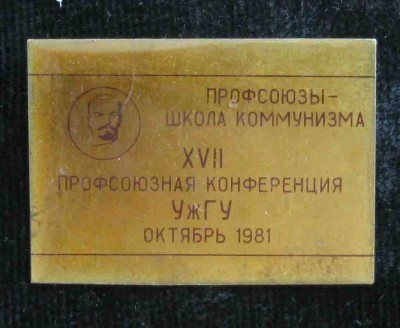 ПРОФСОЮЗЫ-
ШКОЛА КОММУНИЗМА
XVII
ПРОФСОЮЗНАЯ КОНФЕРЕНЦИЯ
УжГУ
ОКТЯБРЬ 1981